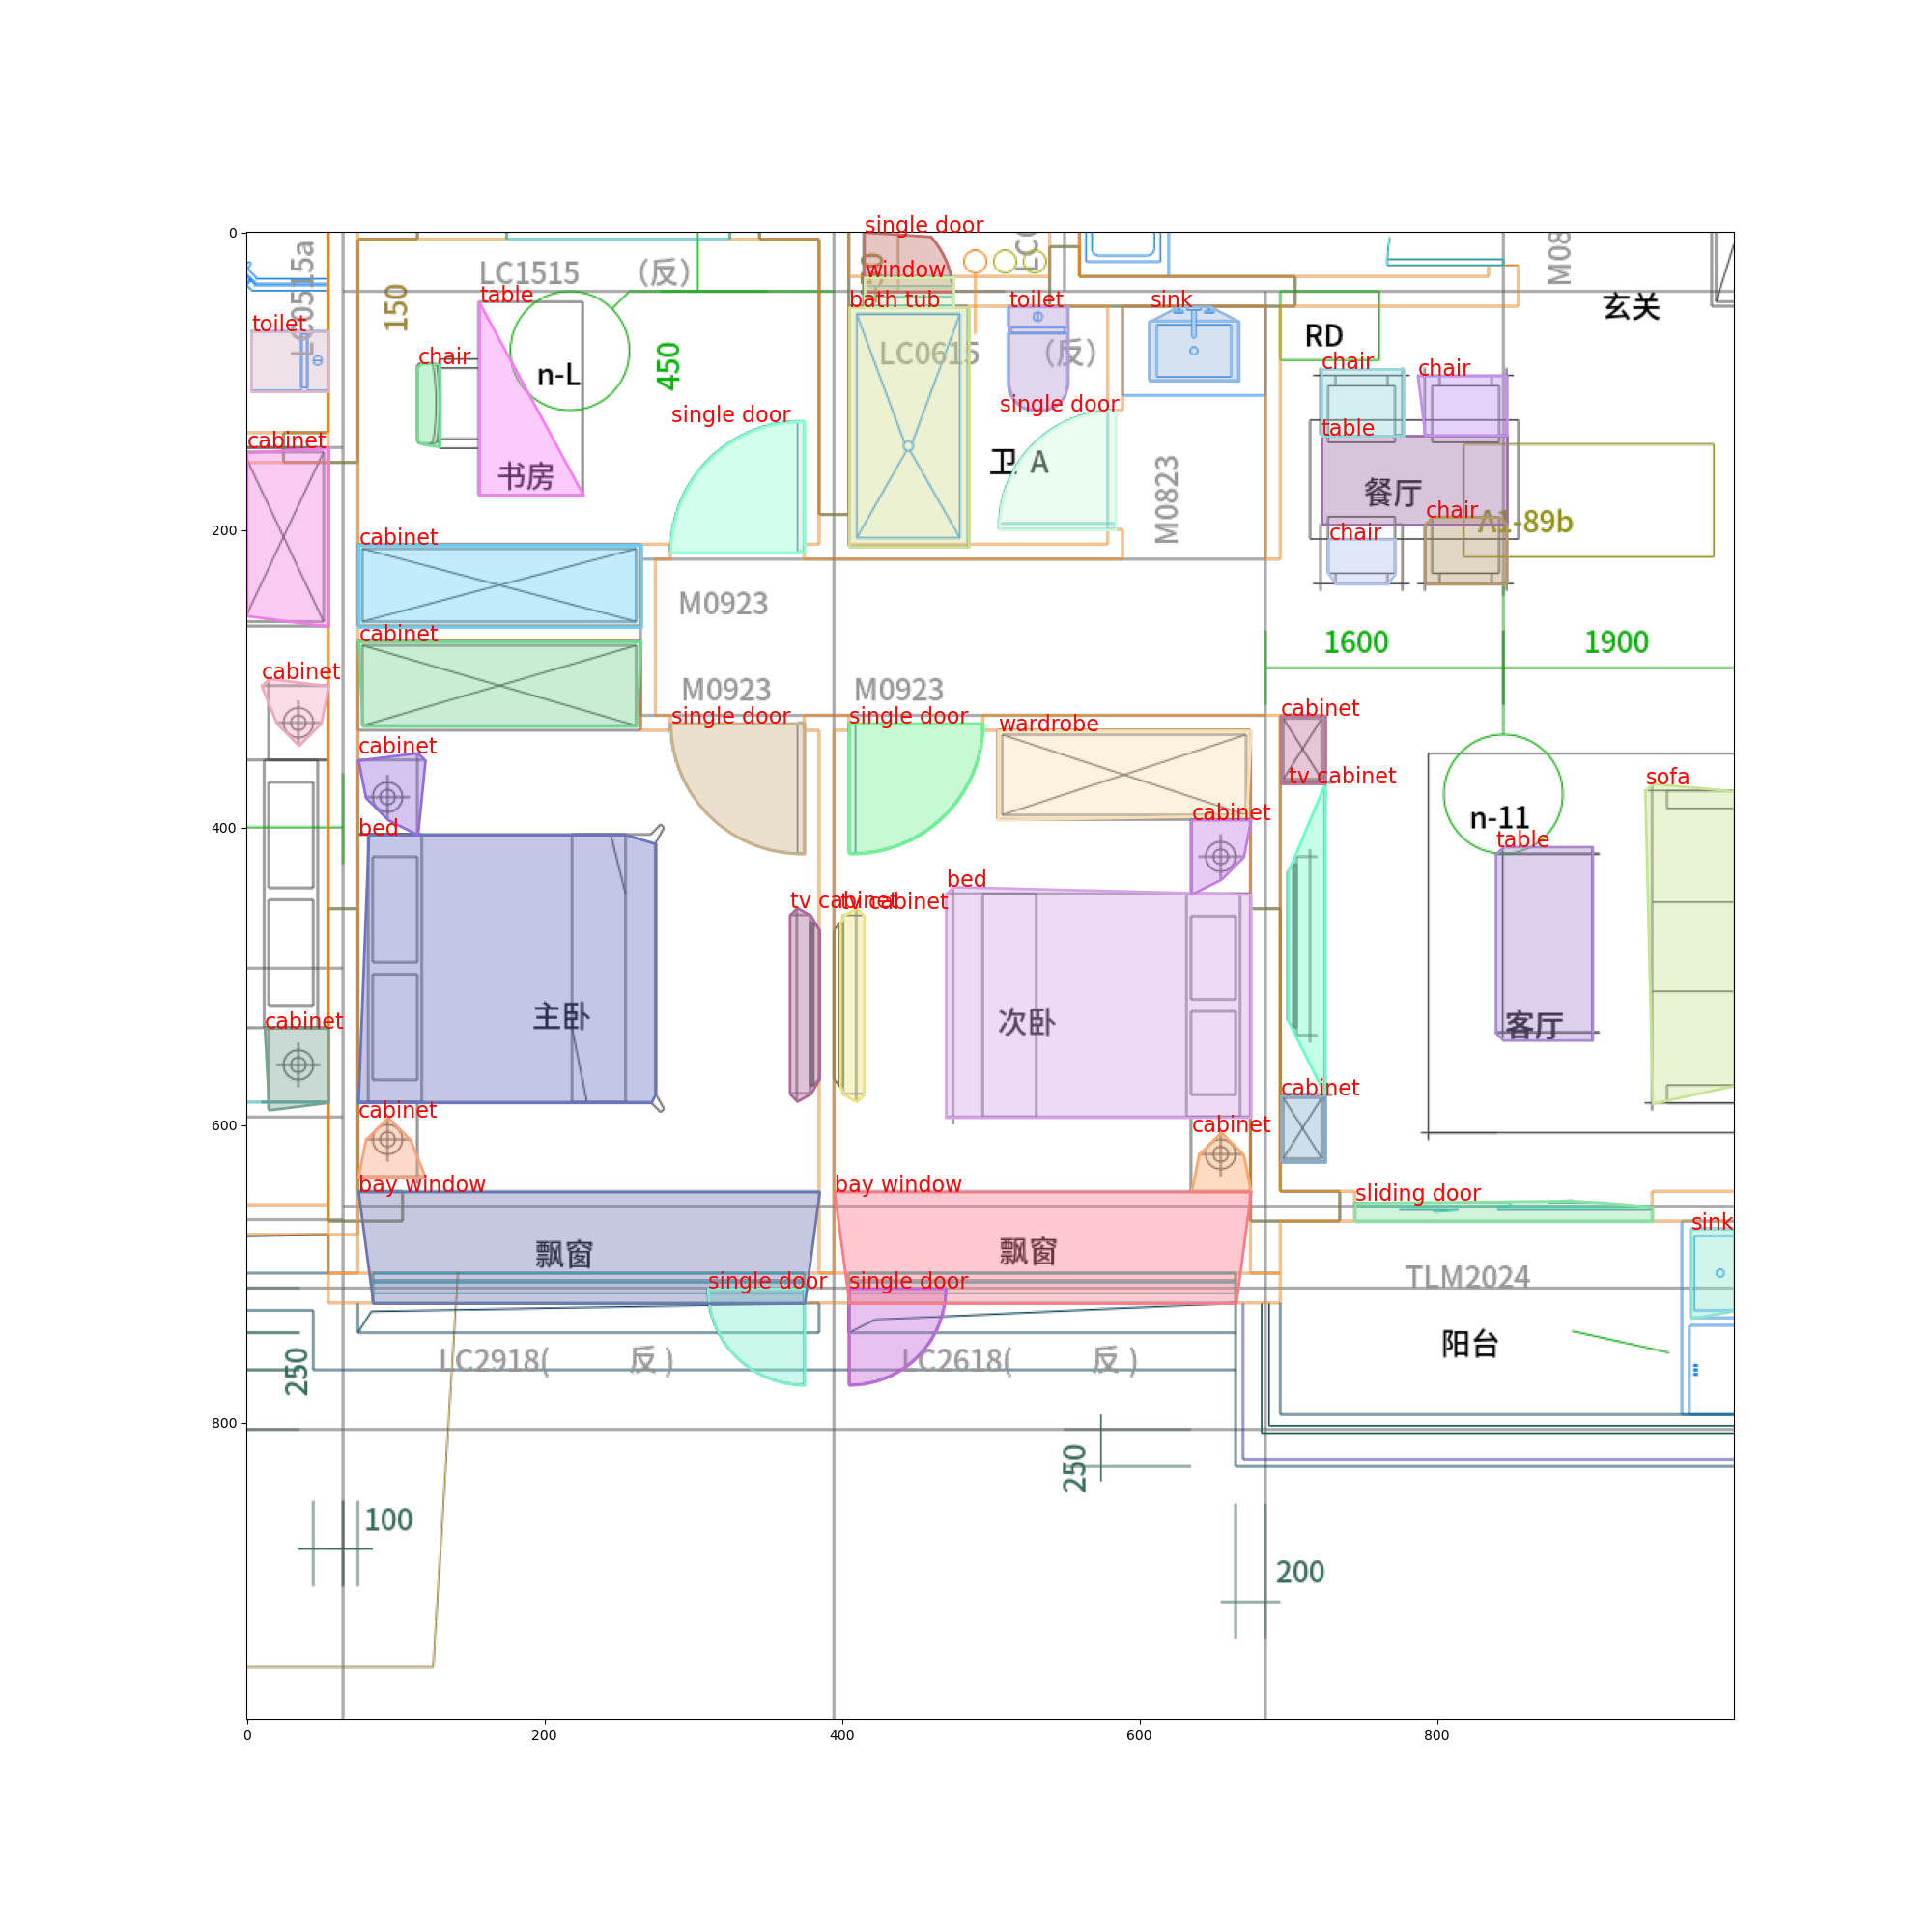 0
200
400
600
800
0
200
400
600
800
single door
LC1515 (反)
window
table
150
bath tub
toilet
sink
玄关
RD
toilet
chair
n-L
450
LC0615 (反)
chair
chair
single door
single door
table
cabinet
书房
卫 A
M0823
餐厅
chair
A1-89b
cabinet
chair
M0923
cabinet
1600
1900
cabinet
M0923
M0923
single door
single door
wardrobe
cabinet
cabinet
tv cabinet
sofa
bed
cabinet
n-11
table
bed
tv cabinet
tv cabinet
主卧
次卧
客厅
cabinet
cabinet
cabinet
cabinet
bay window
bay window
sliding door
sink
飘窗
飘窗
single door
single door
TLM2024
阳台
LC2918( 反 )
LC2618( 反 )
250
250
100
200